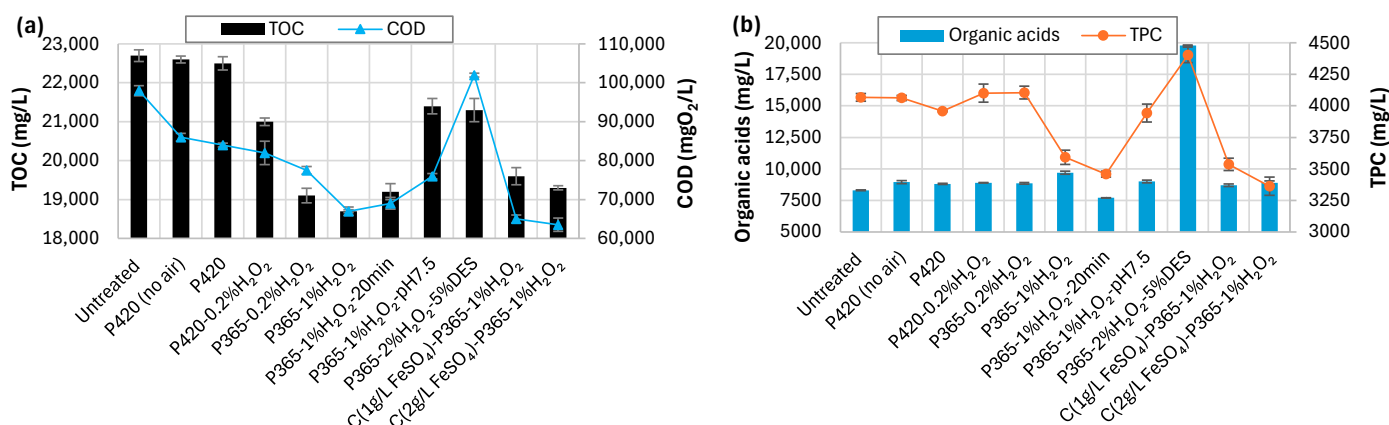 (a)
TOC
COD
23,000
22,000
21,000
20,000
19,000
18,000
TOC (mg/L)
110,000
100,000
90,000
80,000
70,000
60,000
COD (mgO₂/L)
Untreated
P420 (no air)
P420
P420-0.2%H₂O₂
P365-0.2%H₂O₂
P365-1%H₂O₂
P365-1%H₂O₂-20min
P365-1%H₂O₂-pH7.5
P365-2%H₂O₂-5%DES
C(1g/L FeSO₄)-P365-1%H₂O₂
C(2g/L FeSO₄)-P365-1%H₂O₂
(b)
Organic acids
TPC
20,000
17,500
15,000
12,500
10,000
7500
5000
Organic acids (mg/L)
4500
4250
4000
3750
3500
3250
3000
TPC (mg/L)
Untreated
P420 (no air)
P420
P420-0.2%H₂O₂
P365-0.2%H₂O₂
P365-1%H₂O₂
P365-1%H₂O₂-20min
P365-1%H₂O₂-pH7.5
P365-2%H₂O₂-5%DES
C(1g/L FeSO₄)-P365-1%H₂O₂
C(2g/L FeSO₄)-P365-1%H₂O₂